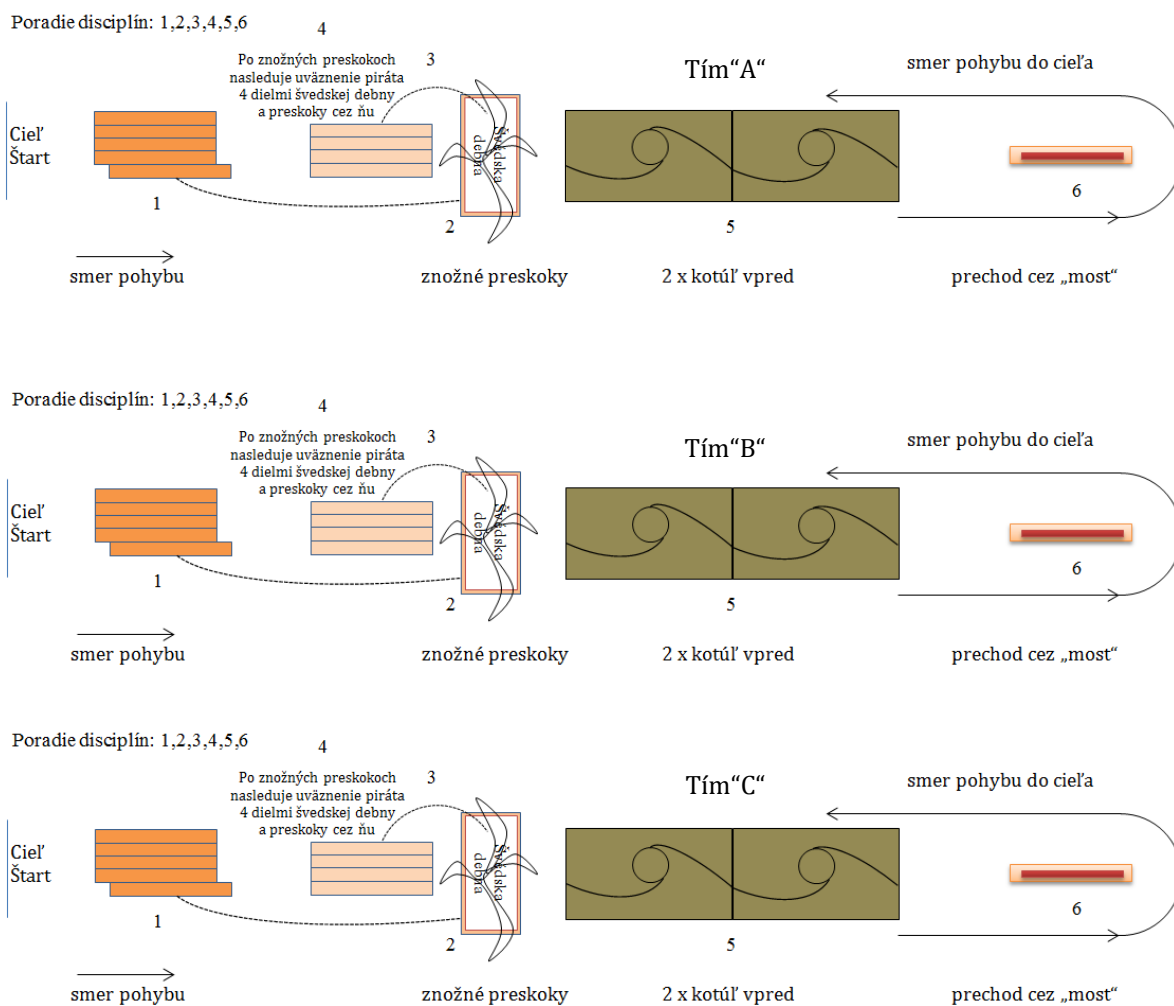 Poradie disciplín: 1,2,3,4,5,6
4
Po znožných preskokoch
nasleduje uväznenie piráta
4 dielmi švedskej debny
a preskoky cez ňu
3
Tím“A“
smer pohybu do cieľa
Cieľ
Štart
Švédska
debna
1
2
5
6
smer pohybu
znožné preskoky
2 x kotúľ vpred
prechod cez „most“
Poradie disciplín: 1,2,3,4,5,6
4
Po znožných preskokoch
nasleduje uväznenie piráta
4 dielmi švedskej debny
a preskoky cez ňu
3
Tím“B“
smer pohybu do cieľa
Cieľ
Štart
Švédska
debna
1
2
5
6
smer pohybu
znožné preskoky
2 x kotúľ vpred
prechod cez „most“
Poradie disciplín: 1,2,3,4,5,6
4
Po znožných preskokoch
nasleduje uväznenie piráta
4 dielmi švedskej debny
a preskoky cez ňu
3
Tím“C“
smer pohybu do cieľa
Cieľ
Štart
Švédska
debna
1
2
5
6
smer pohybu
znožné preskoky
2 x kotúľ vpred
prechod cez „most“